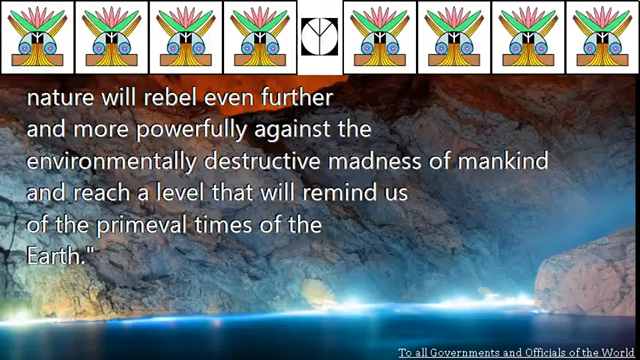 nature will rebel even further
and more powerfully against the
environmentally destructive madness of mankind
and reach a level that will remind us
of the primeval times of the
Earth."
To all Governments and Officials of the World